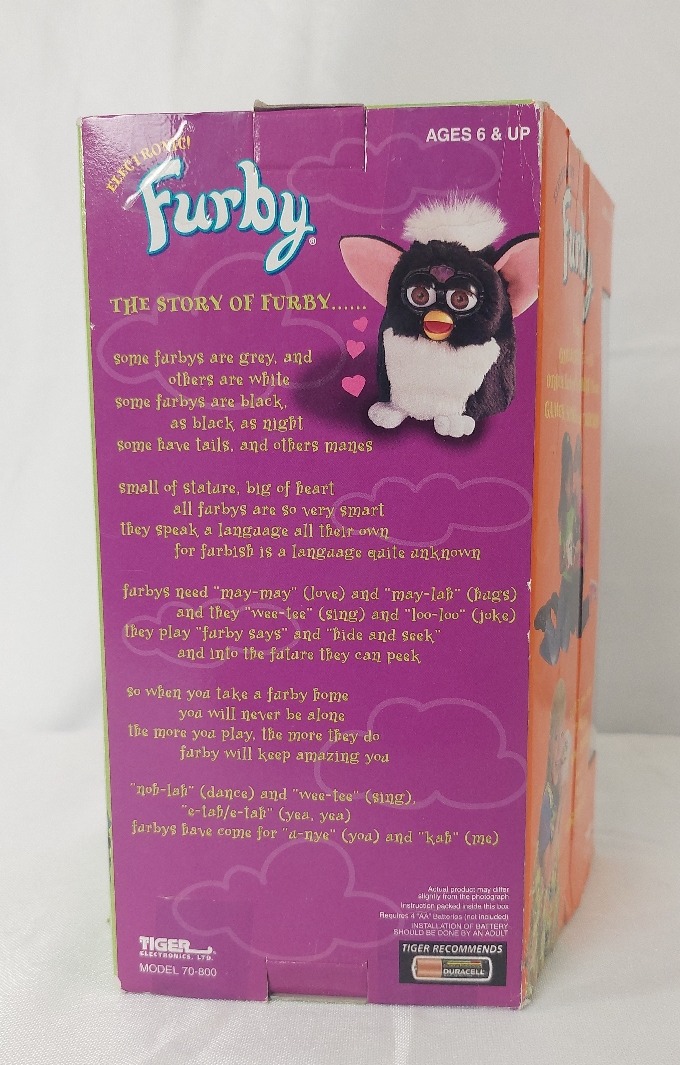 AGES 6 & UP
ELECTRONIC!
Furby®
THE STORY OF FURBY......
some furbys are grey, and
others are white
some furbys are black,
as black as night
some have tails, and others manes
small of stature, big of heart
all furbys are so very smart
they speak a language all their own
for furbish is a language quite unknown
furbys need "may-may" (love) and "may-lah" (hugs)
and they "wee-tee" (sing) and "loo-loo" (joke)
they play "furby says" and "hide and seek"
and into the future they can peek
so when you take a furby home
you will never be alone
the more you play, the more they do
furby will keep amazing you
"noh-lah" (dance) and "wee-tee" (sing),
"e-tah/e-tah" (yea, yea)
furbys have come for "u-nye" (you) and "kah" (me)
Actual product may differ
slightly from the photograph
Instruction packed inside this box
Requires 4 "AA" Batteries (not included)
INSTALLATION OF BATTERY
SHOULD BE DONE BY AN ADULT
TIGER RECOMMENDS
DURACELL
TIGER
ELECTRONICS, LTD.
MODEL 70-800
Furby